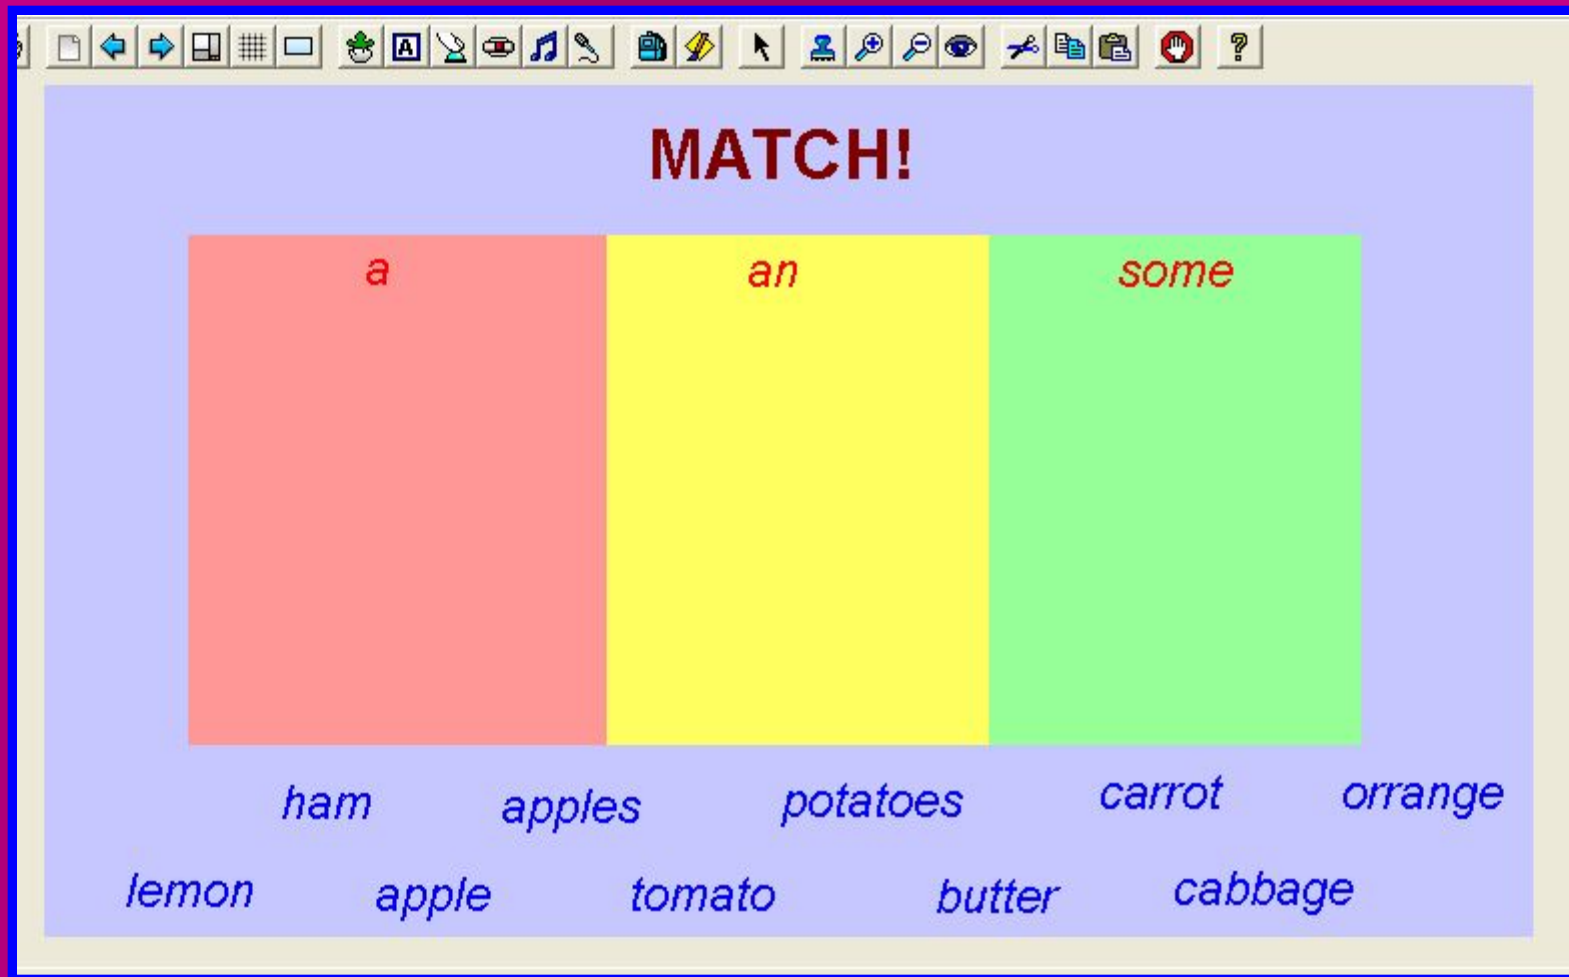 MATCH!
a an some
ham apples potatoes carrot orrange
lemon apple tomato butter cabbage